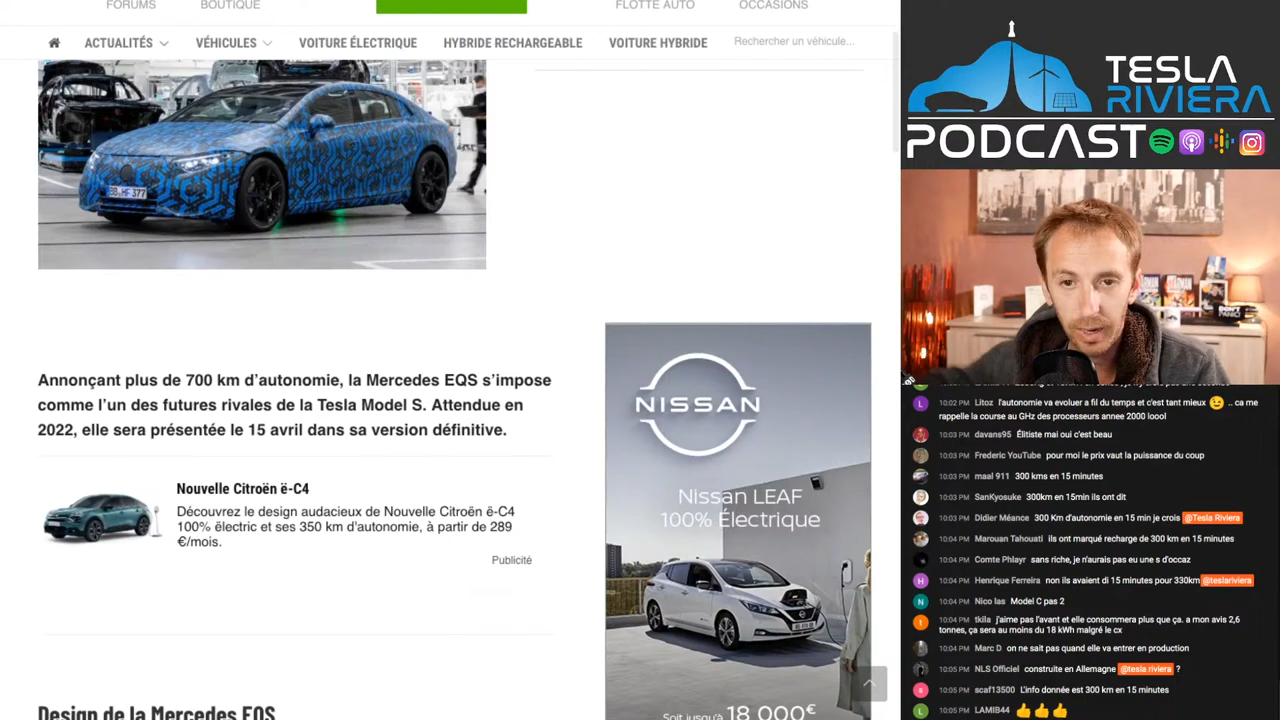 FORUMS
BOUTIQUE
FLOTTE AUTO
OCCASIONS
ACTUALITÉS
VÉHICULES
VOITURE ÉLECTRIQUE
HYBRIDE RECHARGEABLE
VOITURE HYBRIDE
Rechercher un véhicule...
Annonçant plus de 700 km d'autonomie, la Mercedes EQS s'impose
comme l'un des futures rivales de la Tesla Model S. Attendue en
2022, elle sera présentée le 15 avril dans sa version définitive.
Nouvelle Citroën ë-C4
Découvrez le design audacieux de Nouvelle Citroën ë-C4
100% électric et ses 350 km d'autonomie, à partir de 289
€/mois.
Publicité
Design de la Mercedes EQS
NISSAN
Nissan LEAF
100% Électrique
Soit jusqu'à 18 000€
TESLA
RIVIERA
PODCAST
10:02 PM Litoz l'autonomie va evoluer a fil du temps et c'est tant mieux 😉 .. ca me
rappelle la course au GHz des processeurs annee 2000 loool
10:03 PM davans95 Élitiste mai oui c'est beau
10:03 PM Frederic YouTube pour moi le prix vaut la puissance du coup
10:03 PM maal 911 300 kms en 15 minutes
10:03 PM SanKyosuke 300km en 15min ils ont dit
10:03 PM Didier Méance 300 Km d'autonomie en 15 min je crois @Tesla Riviera
10:04 PM Marouan Tahouati ils ont marqué recharge de 300 km en 15 minutes
10:04 PM Comte Phlayr sans riche, je n'aurais pas eu une s d'occaz
10:04 PM Henrique Ferreira non ils avaient di 15 minutes pour 330km @teslariviera
10:04 PM Nico las Model C pas 2
10:04 PM tkila j'aime pas l'avant et elle consommera plus que ça. a mon avis 2,6
tonnes, ça sera au moins du 18 kWh malgré le cx
10:04 PM Marc D on ne sait pas quand elle va entrer en production
10:05 PM NLS Officiel construite en Allemagne @tesla riviera ?
10:05 PM scaf13500 L'info donnée est 300 km en 15 minutes
10:05 PM LAMIB44 👍👍👍